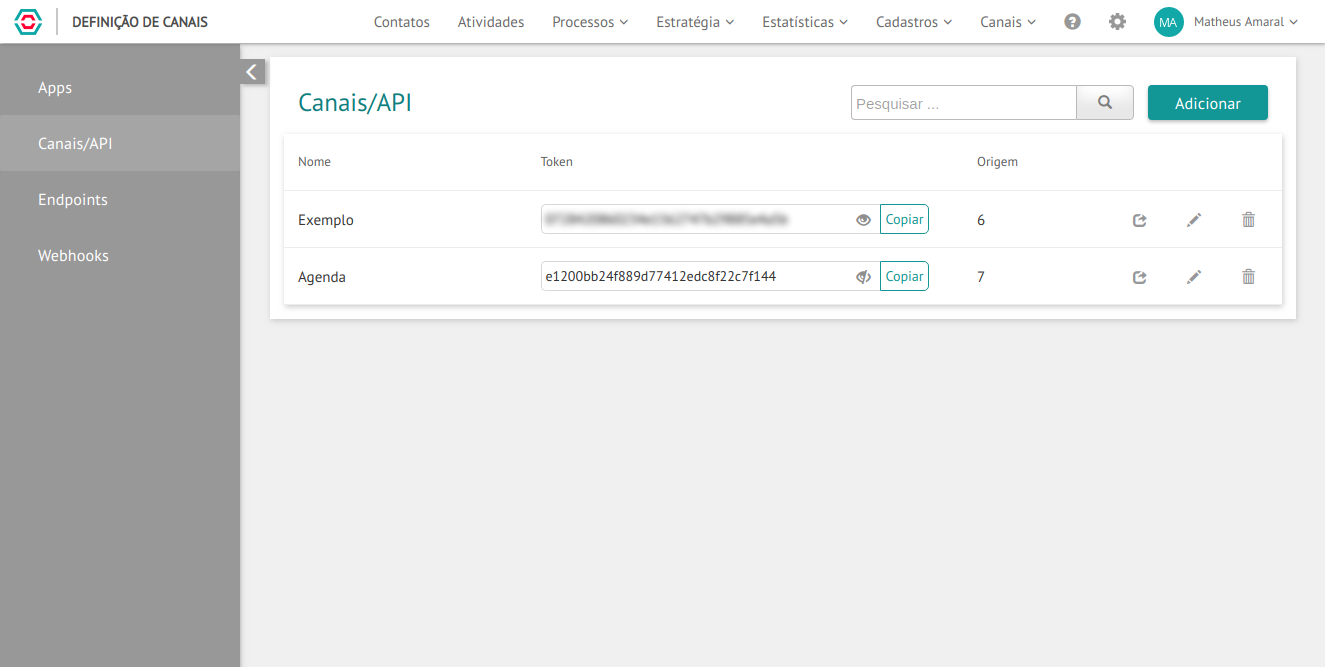 DEFINIÇÃO DE CANAIS Contatos Atividades Processos Estratégia Estatísticas Cadastros Canais ? MA Matheus Amaral
Apps
Canais/API
Endpoints
Webhooks
Canais/API Pesquisar ... Adicionar
Nome Token Origem
Exemplo Copiar 6
Agenda e1200bb24f889d77412edc8f22c7f144 Copiar 7